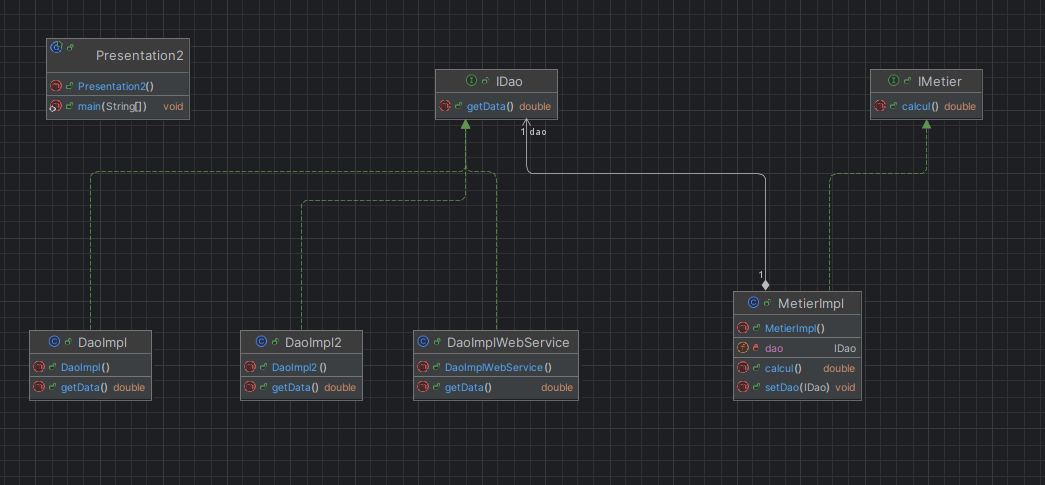 Presentation2
Presentation2()
main(String[]) void
IDao
getData() double
IMetier
calcul() double
1 dao
1
DaoImpl
DaoImpl()
getData() double
DaoImpl2
DaoImpl2()
getData() double
DaoImplWebService
DaoImplWebService()
getData() double
MetierImpl
MetierImpl()
dao IDao
calcul() double
setDao(IDao) void